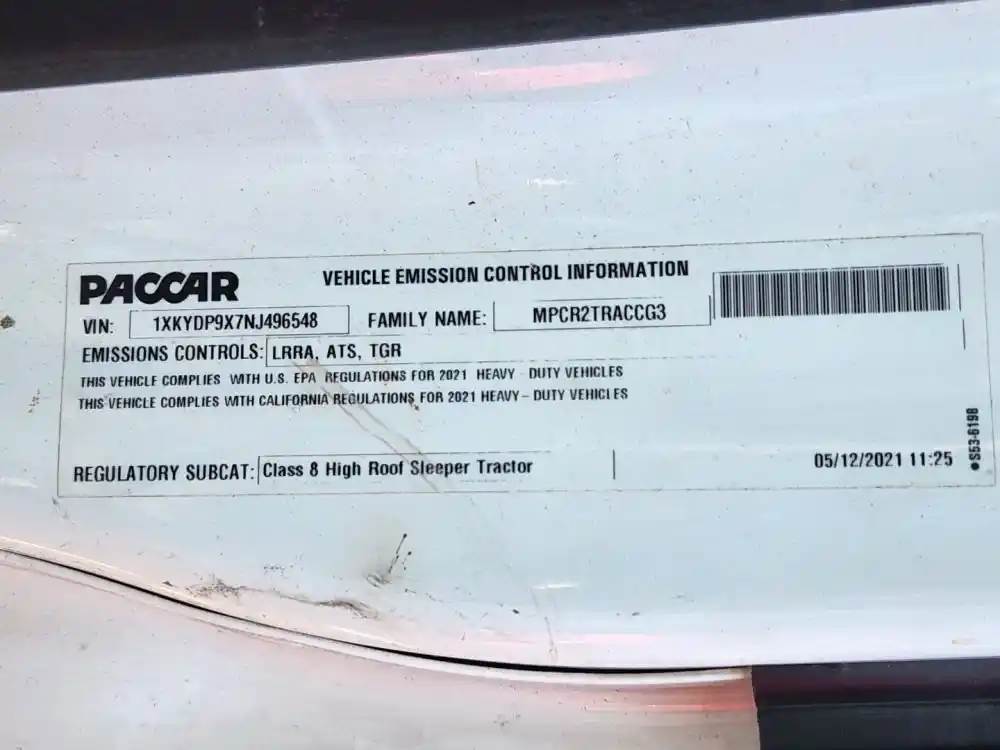 PACCAR VEHICLE EMISSION CONTROL INFORMATION
VIN: 1XKYDP9X7NJ496548 FAMILY NAME: MPCR2TRACCG3
EMISSIONS CONTROLS: LRRA, ATS, TGR
THIS VEHICLE COMPLIES WITH U.S. EPA REGULATIONS FOR 2021 HEAVY - DUTY VEHICLES
THIS VEHICLE COMPLIES WITH CALIFORNIA REGULATIONS FOR 2021 HEAVY - DUTY VEHICLES
REGULATORY SUBCAT: Class 8 High Roof Sleeper Tractor
05/12/2021 11:25
S53-6198